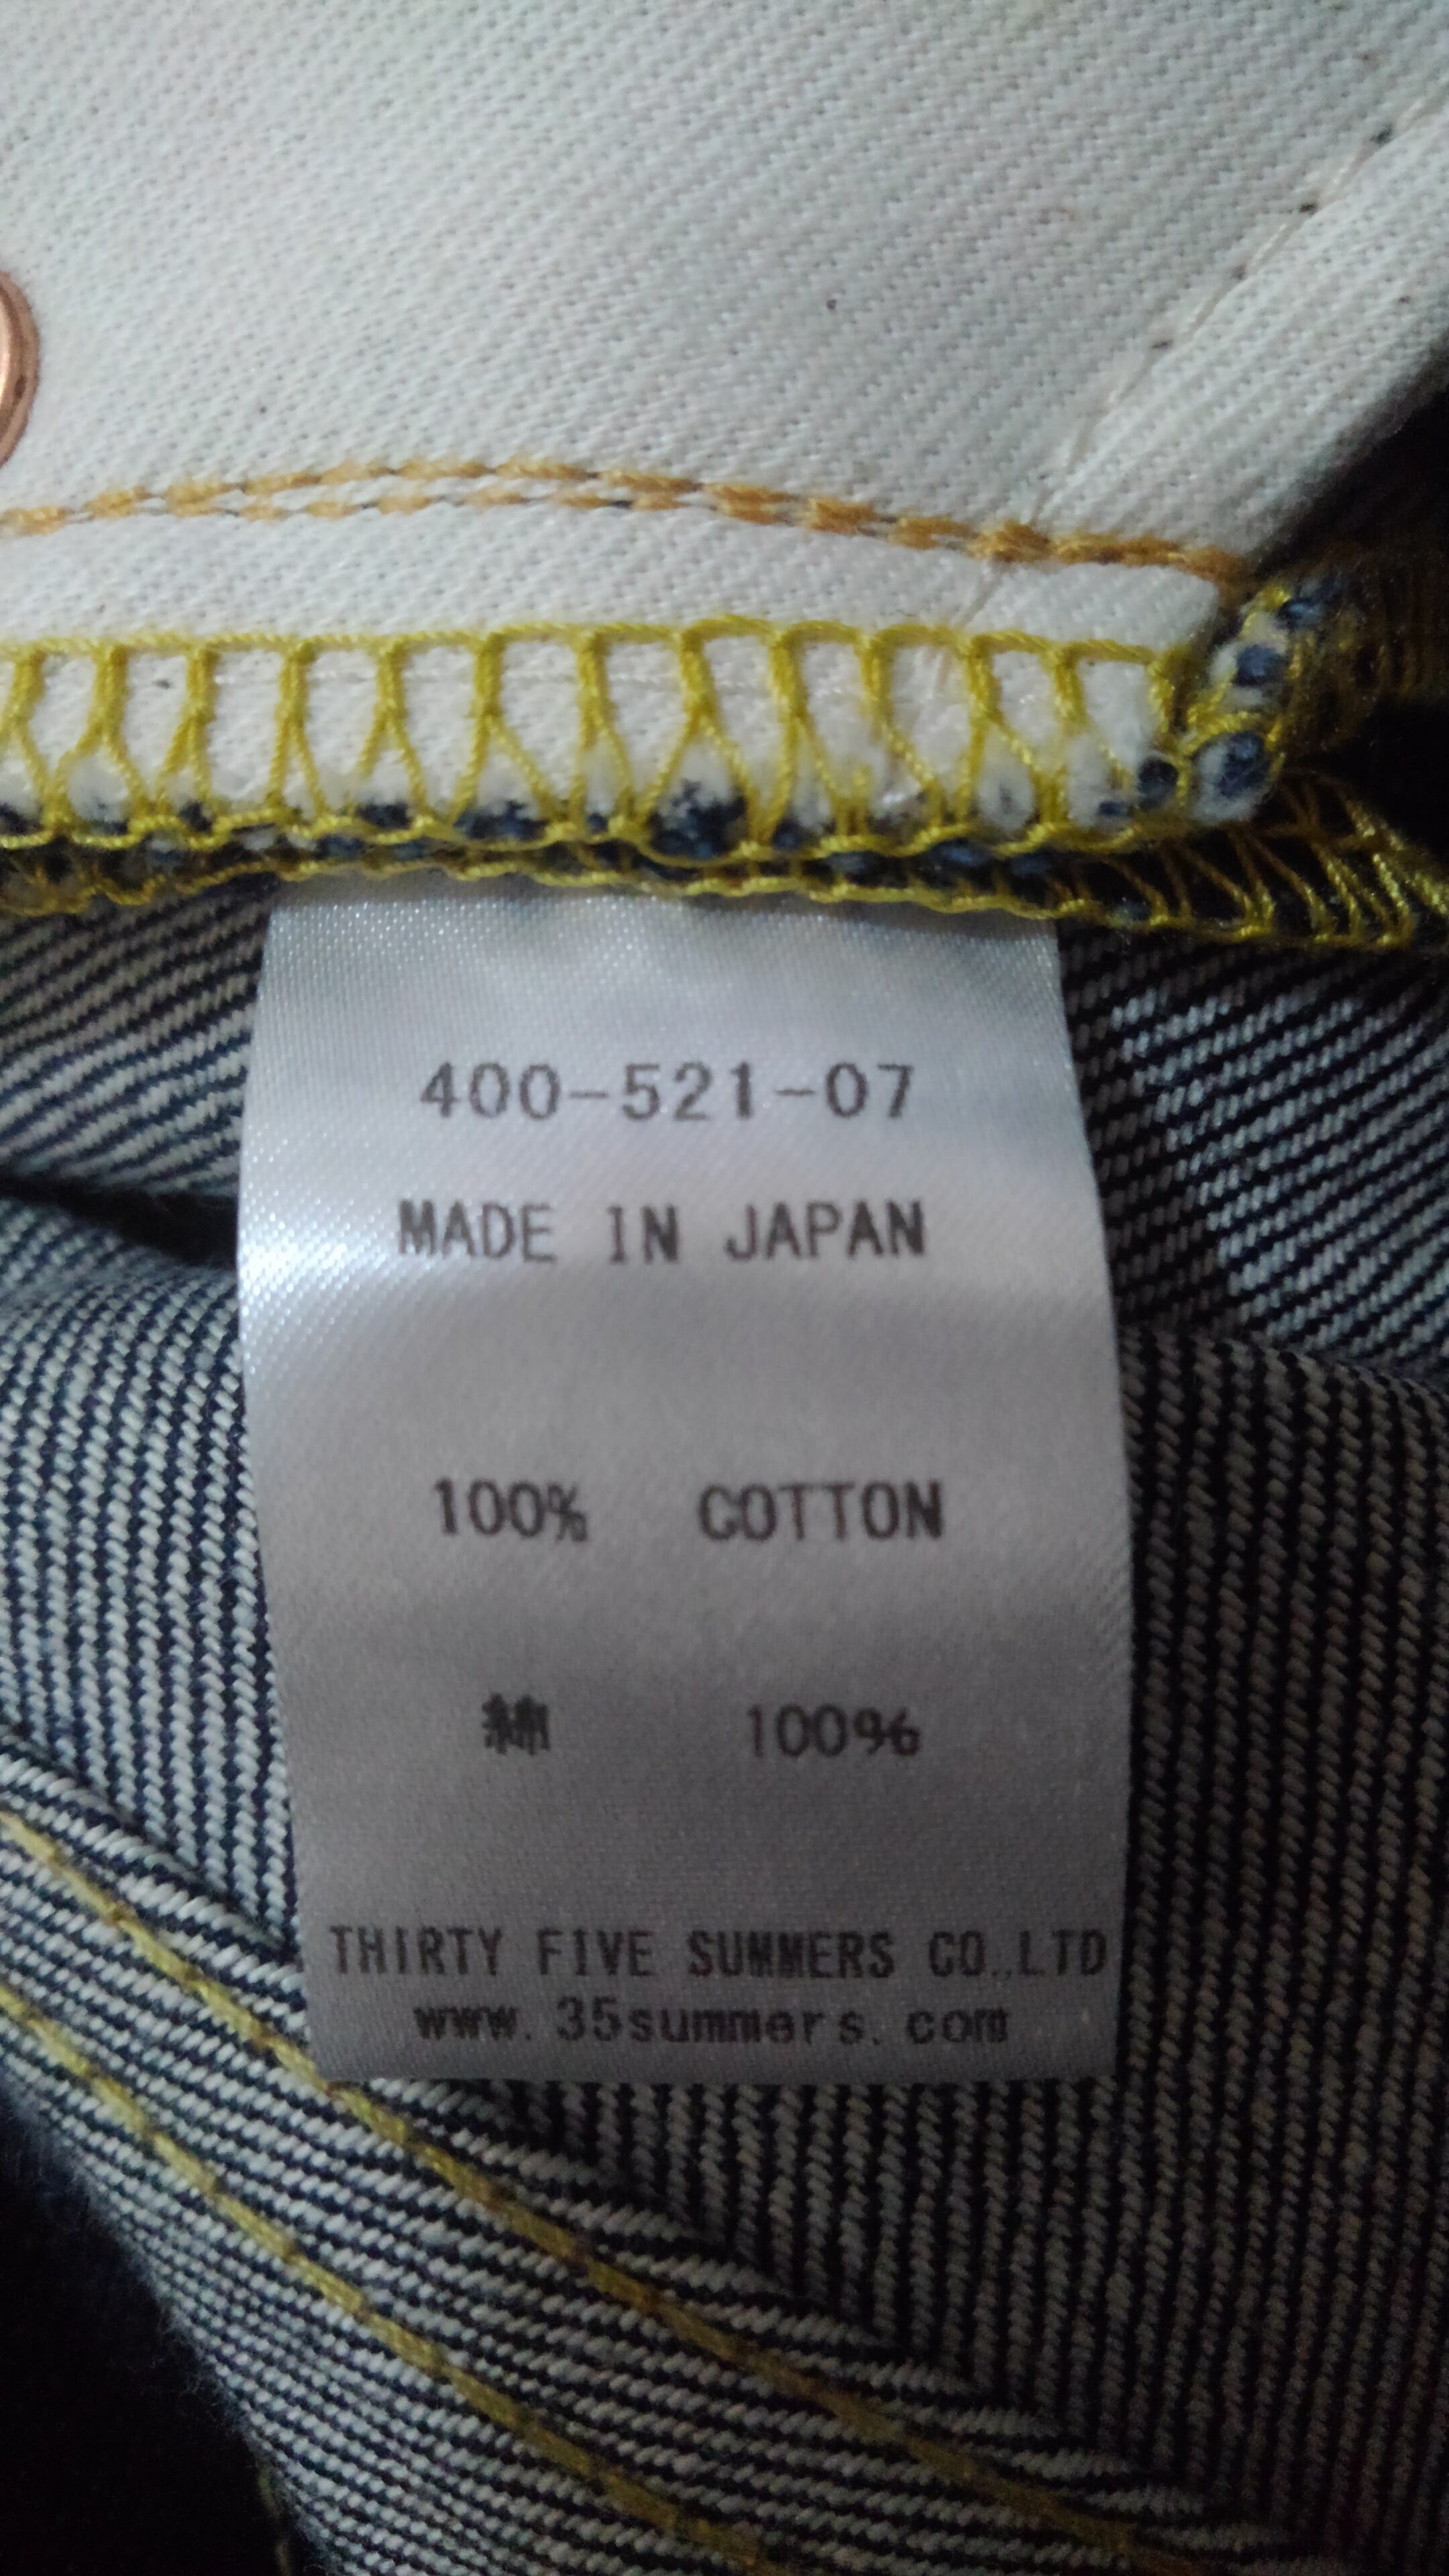 400-521-07
MADE IN JAPAN
100% COTTON
綿 100%
THIRTY FIVE SUMMERS CO.,LTD
www.35summers.com